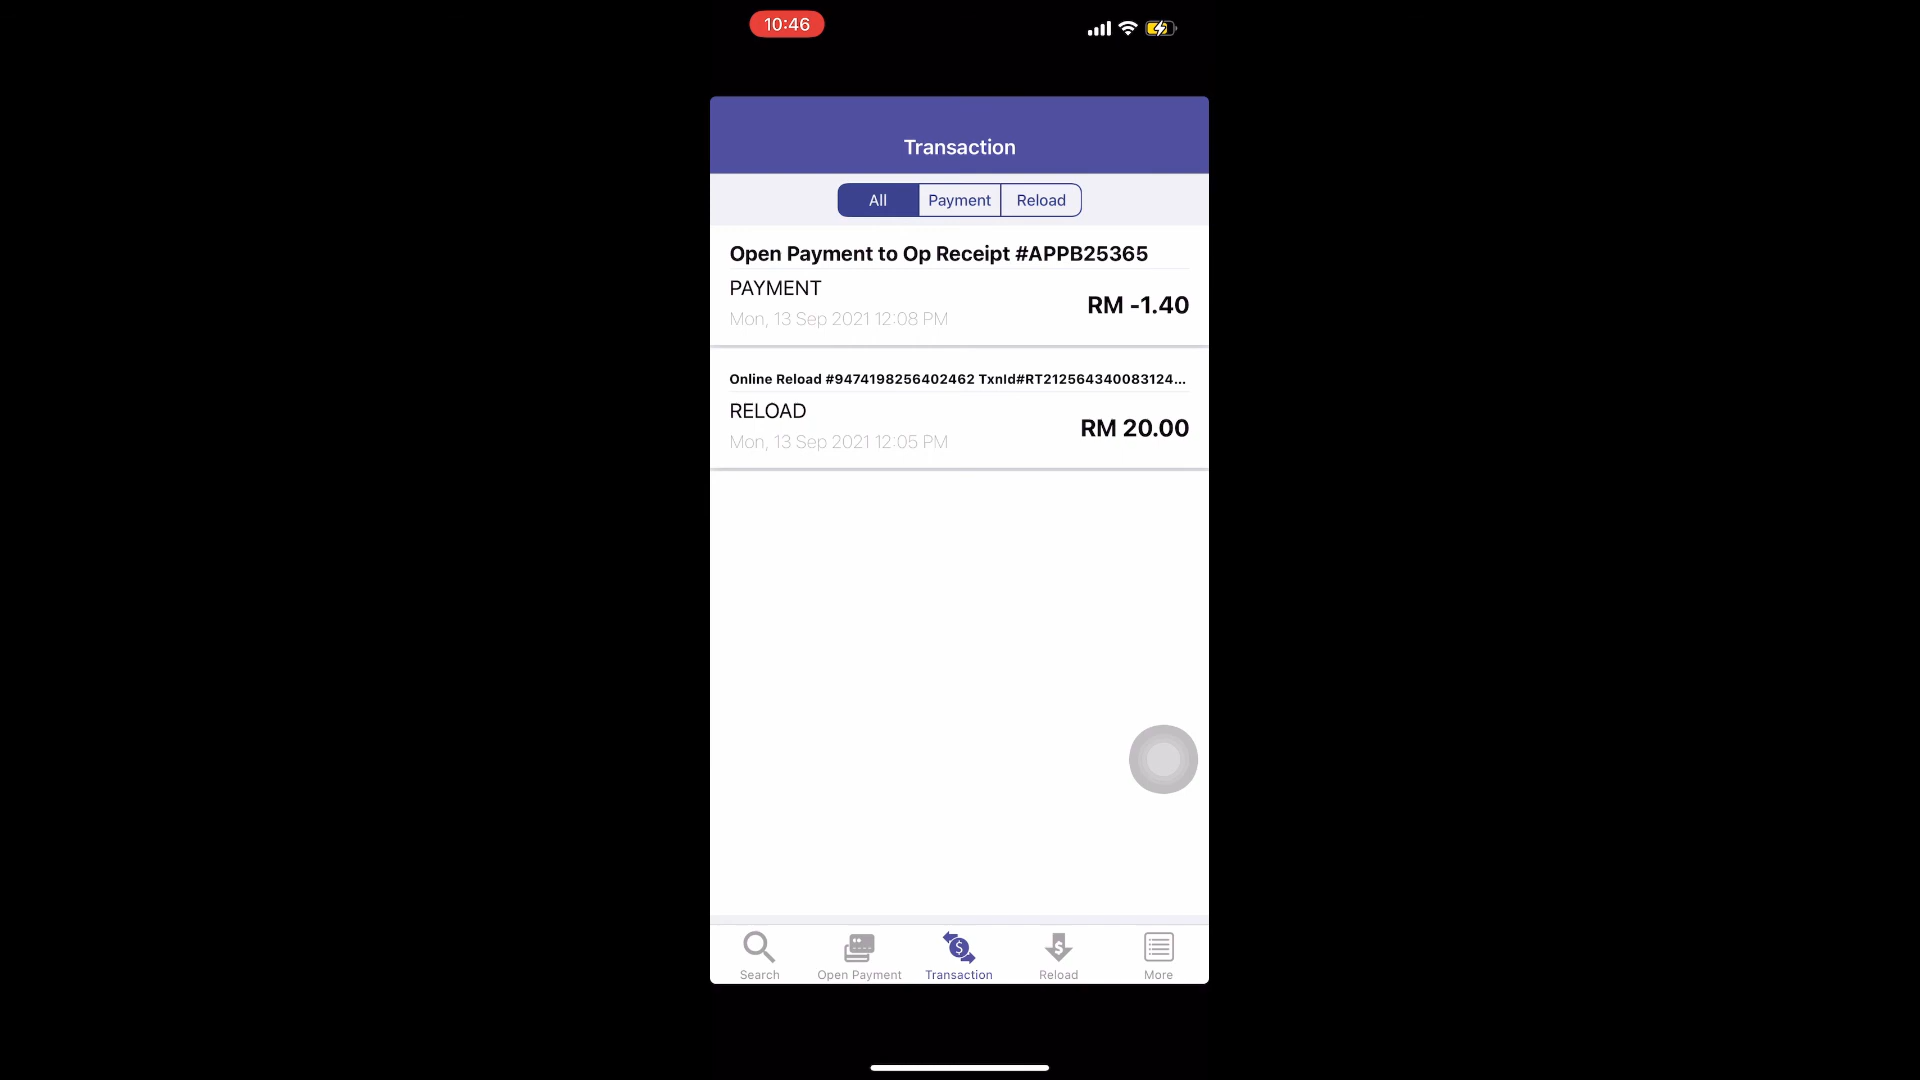 10:46
Transaction
All Payment Reload
Open Payment to Op Receipt #APPB25365
PAYMENT
RM -1.40
Mon, 13 Sep 2021 12:08 PM
Online Reload #9474198256402462 TxnId#RT212564340083124...
RELOAD
RM 20.00
Mon, 13 Sep 2021 12:05 PM
Search Open Payment Transaction Reload More